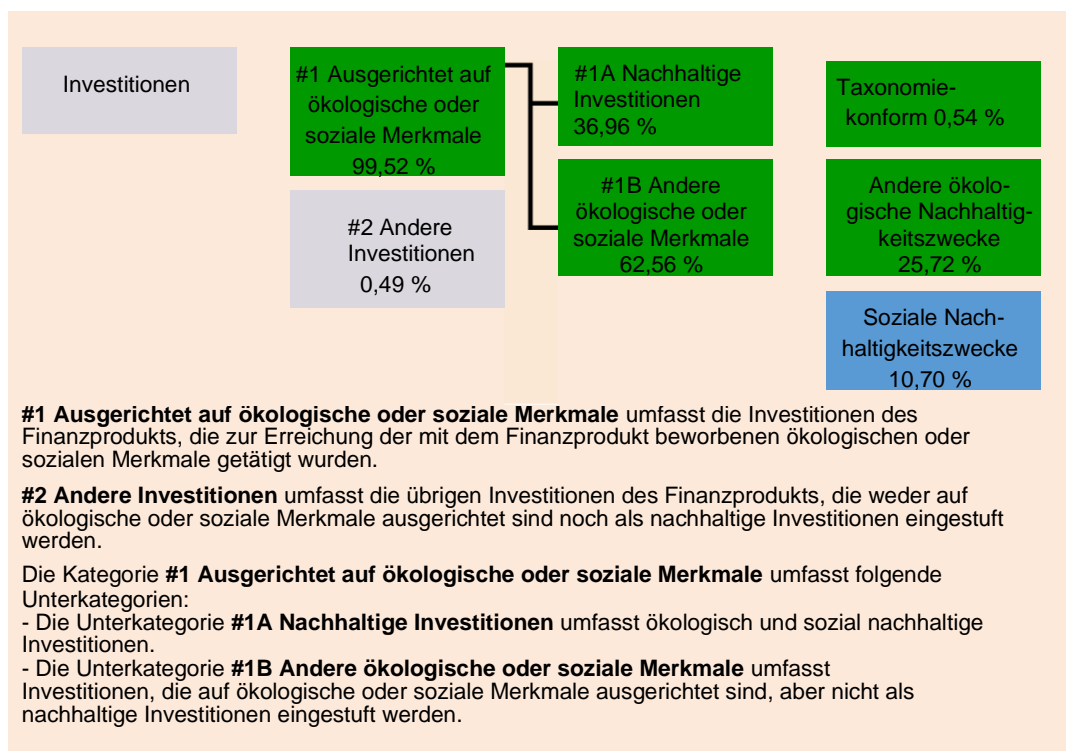 Investitionen
#1 Ausgerichtet auf
ökologische oder
soziale Merkmale
99,52 %
#2 Andere
Investitionen
0,49 %
#1A Nachhaltige
Investitionen
36,96 %
#1B Andere
ökologische oder
soziale Merkmale
62,56 %
Taxonomie-
konform 0,54 %
Andere ökolo-
gische Nachhaltig-
keitszwecke
25,72 %
Soziale Nach-
haltigkeitszwecke
10,70 %
#1 Ausgerichtet auf ökologische oder soziale Merkmale umfasst die Investitionen des
Finanzprodukts, die zur Erreichung der mit dem Finanzprodukt beworbenen ökologischen oder
sozialen Merkmale getätigt wurden.
#2 Andere Investitionen umfasst die übrigen Investitionen des Finanzprodukts, die weder auf
ökologische oder soziale Merkmale ausgerichtet sind noch als nachhaltige Investitionen eingestuft
werden.
Die Kategorie #1 Ausgerichtet auf ökologische oder soziale Merkmale umfasst folgende
Unterkategorien:
- Die Unterkategorie #1A Nachhaltige Investitionen umfasst ökologisch und sozial nachhaltige
Investitionen.
- Die Unterkategorie #1B Andere ökologische oder soziale Merkmale umfasst
Investitionen, die auf ökologische oder soziale Merkmale ausgerichtet sind, aber nicht als
nachhaltige Investitionen eingestuft werden.